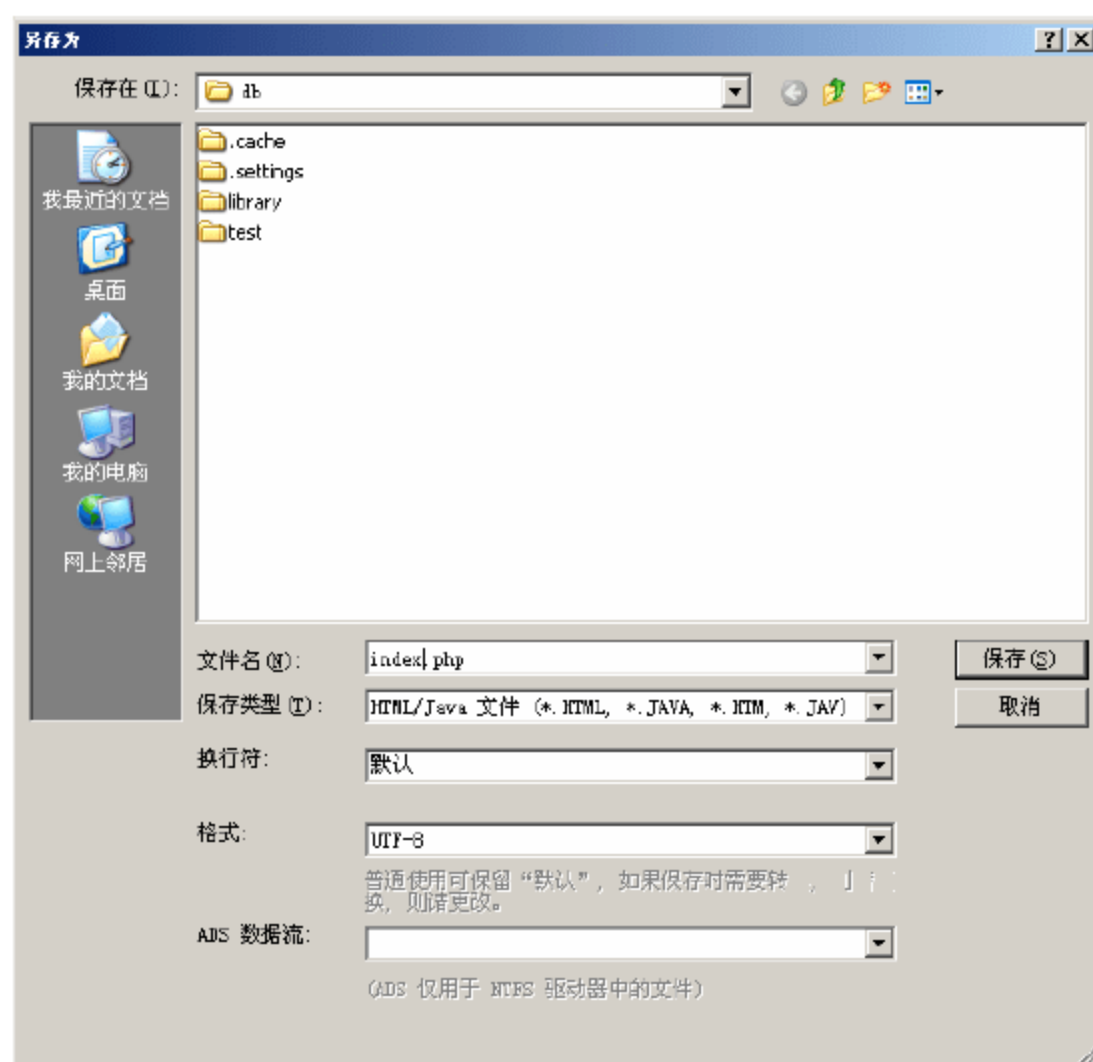 另存为
保存在(I):
db
.cache
.settings
library
test
我最近的文档
桌面
我的文档
我的电脑
网上邻居
文件名(N):
index.php
保存(S)
保存类型(T):
HTML/Java 文件 (*.HTML, *.JAVA, *.HTM, *.JAV)
取消
换行符:
默认
格式:
UTF-8
普通使用可保留“默认”，如果保存时需要转
换，则请更改。
ADS 数据流:
(ADS 仅用于 NTFS 驱动器中的文件)